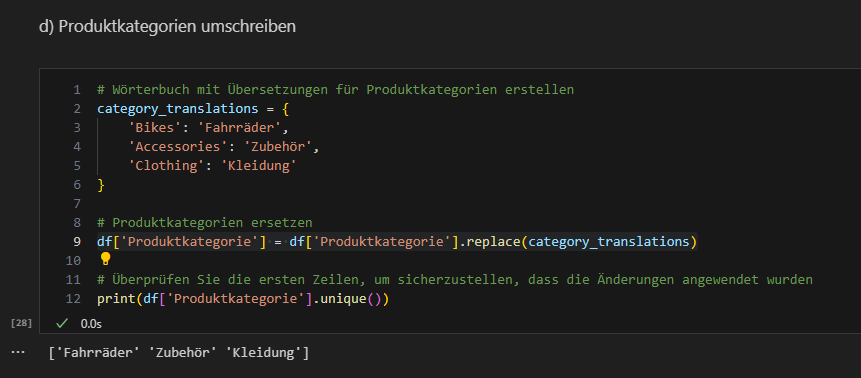 d) Produktkategorien umschreiben
1 # Wörterbuch mit Übersetzungen für Produktkategorien erstellen
2 category_translations = {
3     'Bikes': 'Fahrräder',
4     'Accessories': 'Zubehör',
5     'Clothing': 'Kleidung'
6 }
7
8 # Produktkategorien ersetzen
9 df['Produktkategorie'] = df['Produktkategorie'].replace(category_translations)
10
11 # Überprüfen Sie die ersten Zeilen, um sicherzustellen, dass die Änderungen angewendet wurden
12 print(df['Produktkategorie'].unique())
[28] ✓ 0.0s
··· ['Fahrräder' 'Zubehör' 'Kleidung']